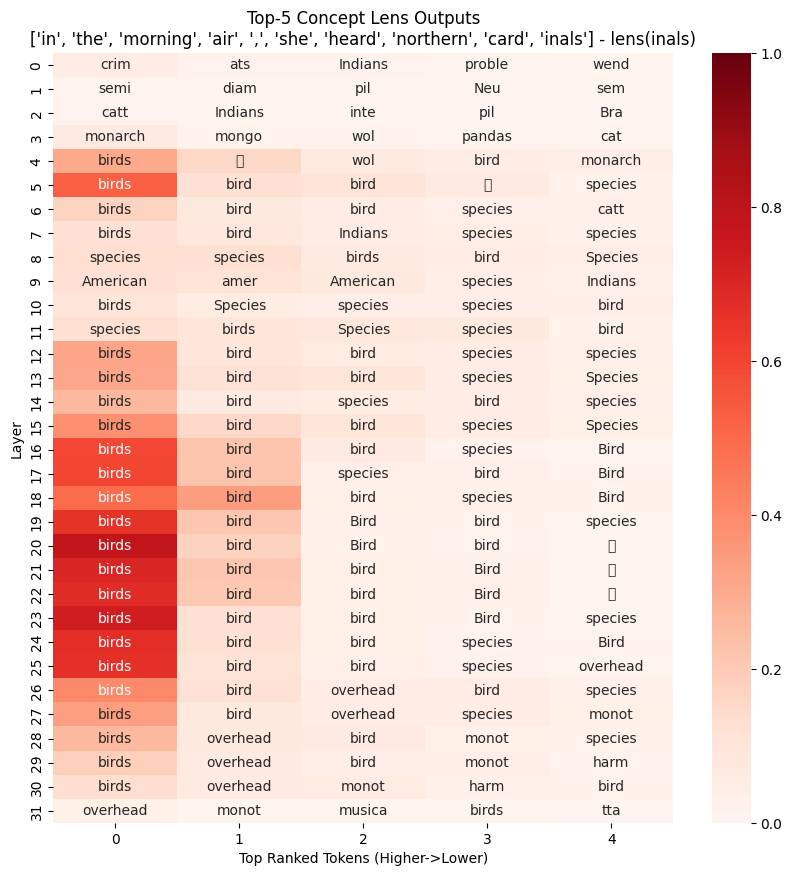 Top-5 Concept Lens Outputs
['in', 'the', 'morning', 'air', ',', 'she', 'heard', 'northern', 'card', 'inals'] - lens(inals)
0 crim ats Indians proble wend
1 semi diam pil Neu sem
2 catt Indians inte pil Bra
3 monarch mongo wol pandas cat
4 birds wol bird monarch
5 birds bird bird species
6 birds bird bird species catt
7 birds bird Indians species species
8 species species birds bird Species
9 American amer American species Indians
10 birds Species species species bird
11 species birds Species species bird
12 birds bird bird species species
13 birds bird bird species Species
14 birds bird species bird species
15 birds bird bird species Species
16 birds bird bird species Bird
17 birds bird species bird Bird
18 birds bird bird species Bird
19 birds bird Bird bird species
20 birds bird Bird bird
21 birds bird bird Bird
22 birds bird bird Bird
23 birds bird bird Bird species
24 birds bird bird species Bird
25 birds bird bird species overhead
26 birds bird overhead bird species
27 birds bird overhead species monot
28 birds overhead bird monot species
29 birds overhead bird monot harm
30 birds overhead monot harm bird
31 overhead monot musica birds tta
0 1 2 3 4
Top Ranked Tokens (Higher->Lower)
Layer
1.0
0.8
0.6
0.4
0.2
0.0